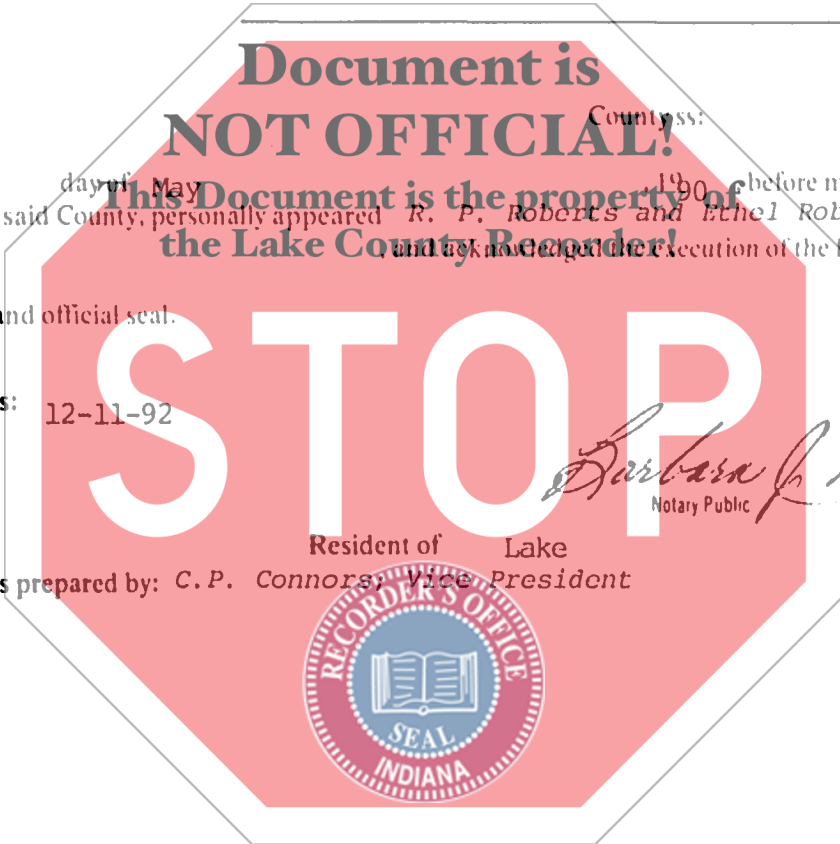 Document is
NOT OFFICIAL!
County ss:
day of May 1990 before
This Document is the property of
said County, personally appeared R. P. Roberts and Ethel Rob
the Lake County Recorder!
, and acknowledged the execution of the
and official seal.
s: 12-11-92
STOP
Barbara J.
Notary Public
Resident of Lake
s prepared by: C.P. Connors, Vice President
RECORDER'S OFFICE
SEAL
INDIANA